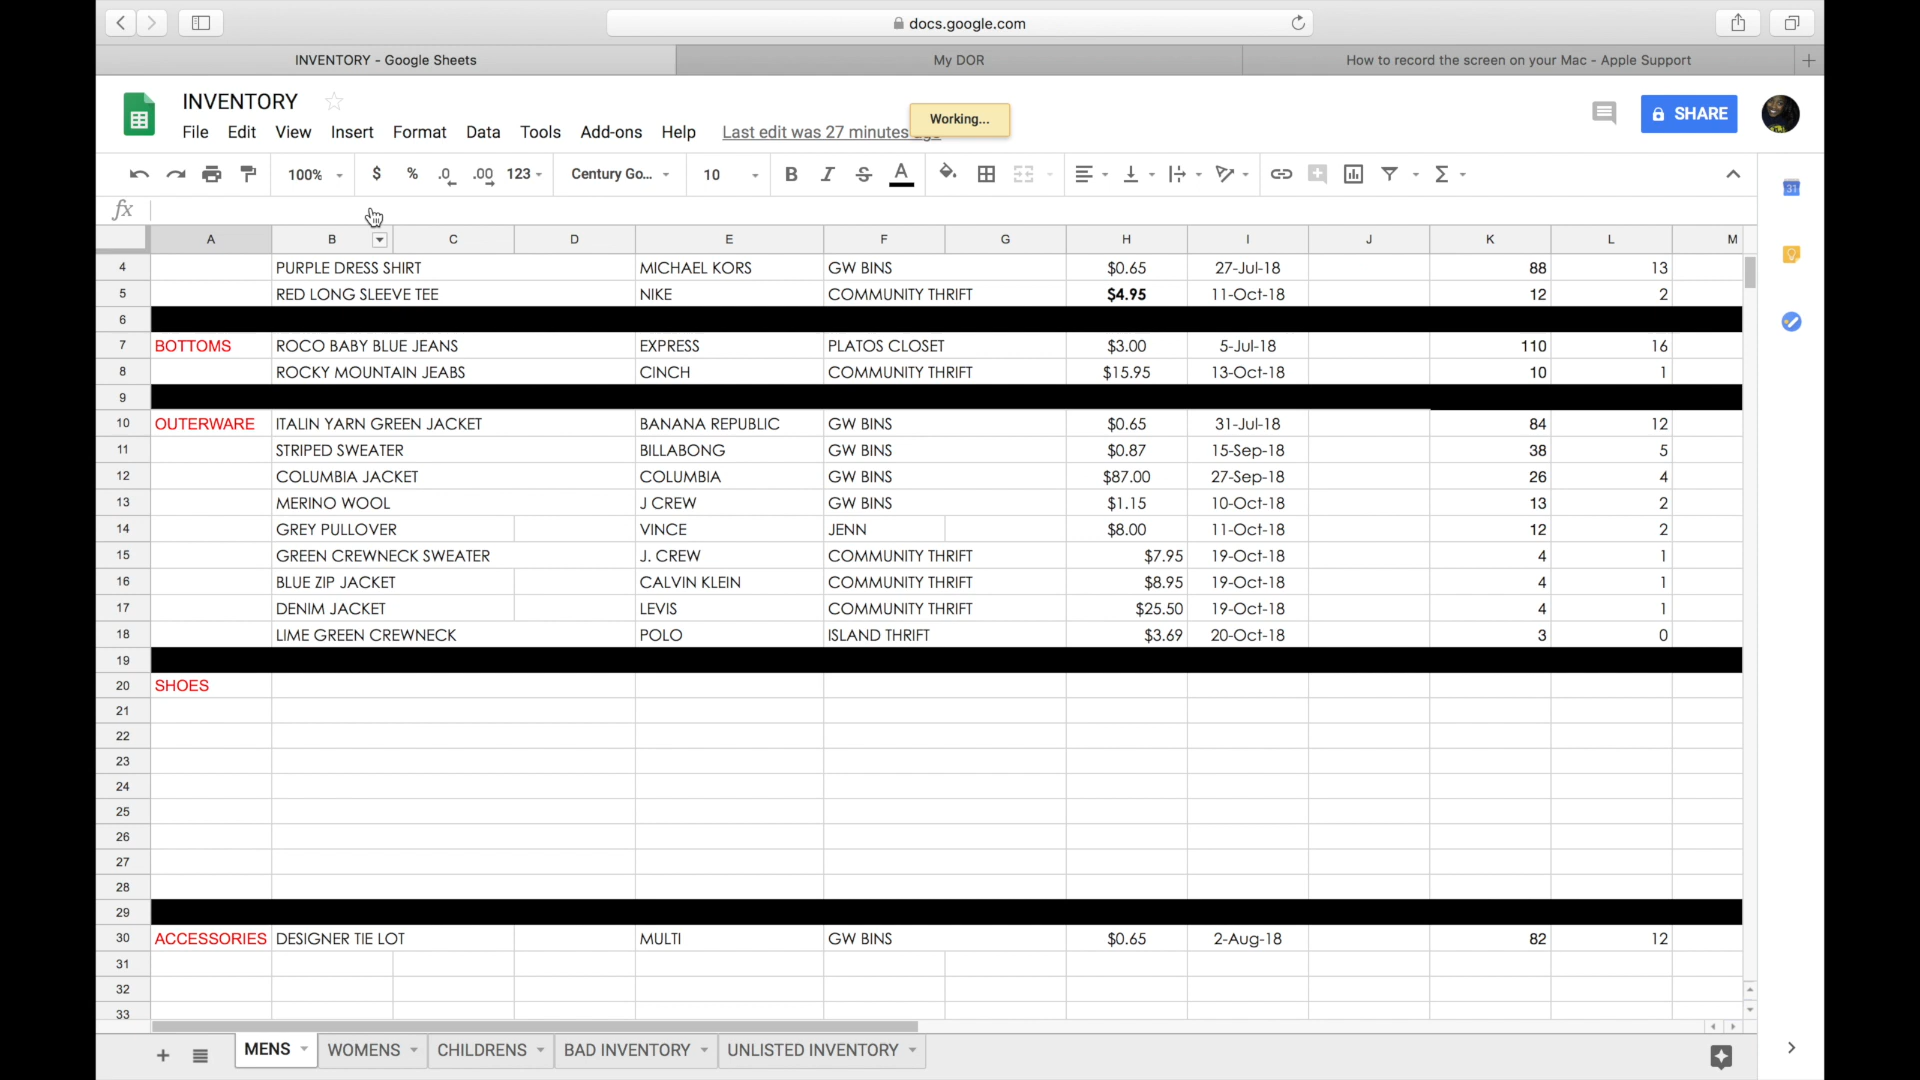 docs.google.com
INVENTORY - Google Sheets
My DOR
How to record the screen on your Mac - Apple Support
INVENTORY
Working...
SHARE
File Edit View Insert Format Data Tools Add-ons Help Last edit was 27 minutes ago
100% $ % .0 .00 123 Century Go... 10 B I S A
31
fx
A B C D E F G H I J K L M
4 PURPLE DRESS SHIRT MICHAEL KORS GW BINS $0.65 27-Jul-18 88 13
5 RED LONG SLEEVE TEE NIKE COMMUNITY THRIFT $4.95 11-Oct-18 12 2
6
7 BOTTOMS ROCO BABY BLUE JEANS EXPRESS PLATOS CLOSET $3.00 5-Jul-18 110 16
8 ROCKY MOUNTAIN JEABS CINCH COMMUNITY THRIFT $15.95 13-Oct-18 10 1
9
10 OUTERWARE ITALIN YARN GREEN JACKET BANANA REPUBLIC GW BINS $0.65 31-Jul-18 84 12
11 STRIPED SWEATER BILLABONG GW BINS $0.87 15-Sep-18 38 5
12 COLUMBIA JACKET COLUMBIA GW BINS $87.00 27-Sep-18 26 4
13 MERINO WOOL J CREW GW BINS $1.15 10-Oct-18 13 2
14 GREY PULLOVER VINCE JENN $8.00 11-Oct-18 12 2
15 GREEN CREWNECK SWEATER J. CREW COMMUNITY THRIFT $7.95 19-Oct-18 4 1
16 BLUE ZIP JACKET CALVIN KLEIN COMMUNITY THRIFT $8.95 19-Oct-18 4 1
17 DENIM JACKET LEVIS COMMUNITY THRIFT $25.50 19-Oct-18 4 1
18 LIME GREEN CREWNECK POLO ISLAND THRIFT $3.69 20-Oct-18 3 0
19
20 SHOES
21
22
23
24
25
26
27
28
29
30 ACCESSORIES DESIGNER TIE LOT MULTI GW BINS $0.65 2-Aug-18 82 12
31
32
33
MENS WOMENS CHILDRENS BAD INVENTORY UNLISTED INVENTORY